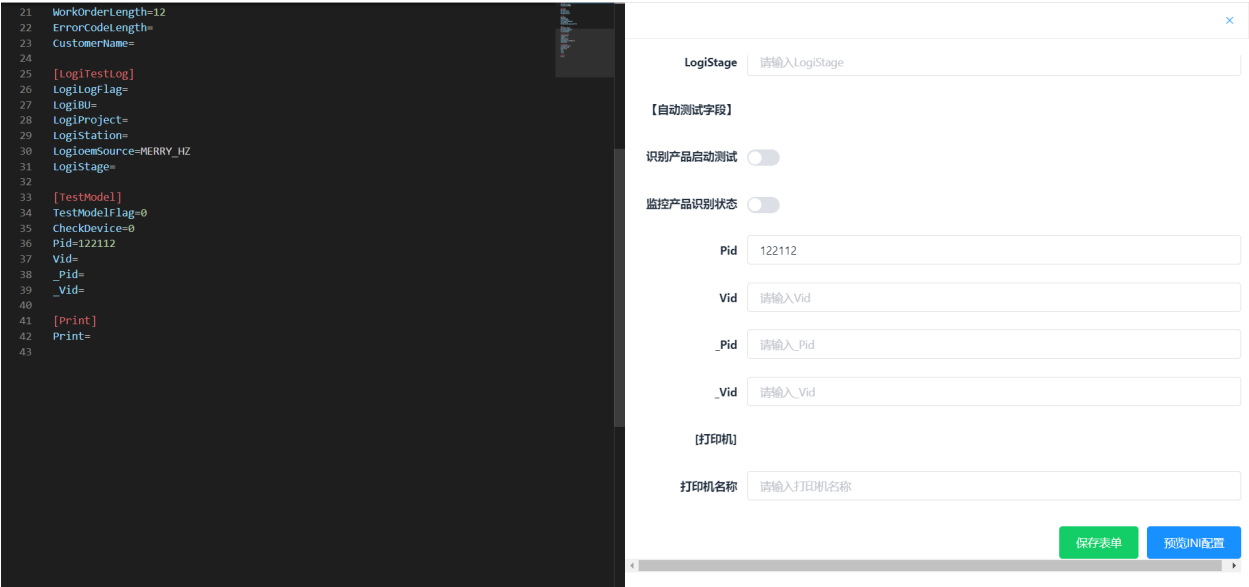 21 WorkOrderLength=12
22 ErrorCodeLength=
23 CustomerName=
24
25 [LogiTestLog]
26 LogiLogFlag=
27 LogiBU=
28 LogiProject=
29 LogiStation=
30 LogioemSource=MERRY_HZ
31 LogiStage=
32
33 [TestModel]
34 TestModelFlag=0
35 CheckDevice=0
36 Pid=122112
37 Vid=
38 _Pid=
39 _Vid=
40
41 [Print]
42 Print=
43
LogiStage 请输入LogiStage
【自动测试字段】
识别产品启动测试
监控产品识别状态
Pid 122112
Vid 请输入Vid
_Pid 请输入_Pid
_Vid 请输入_Vid
[打印机]
打印机名称 请输入打印机名称
保存表单 预览INI配置